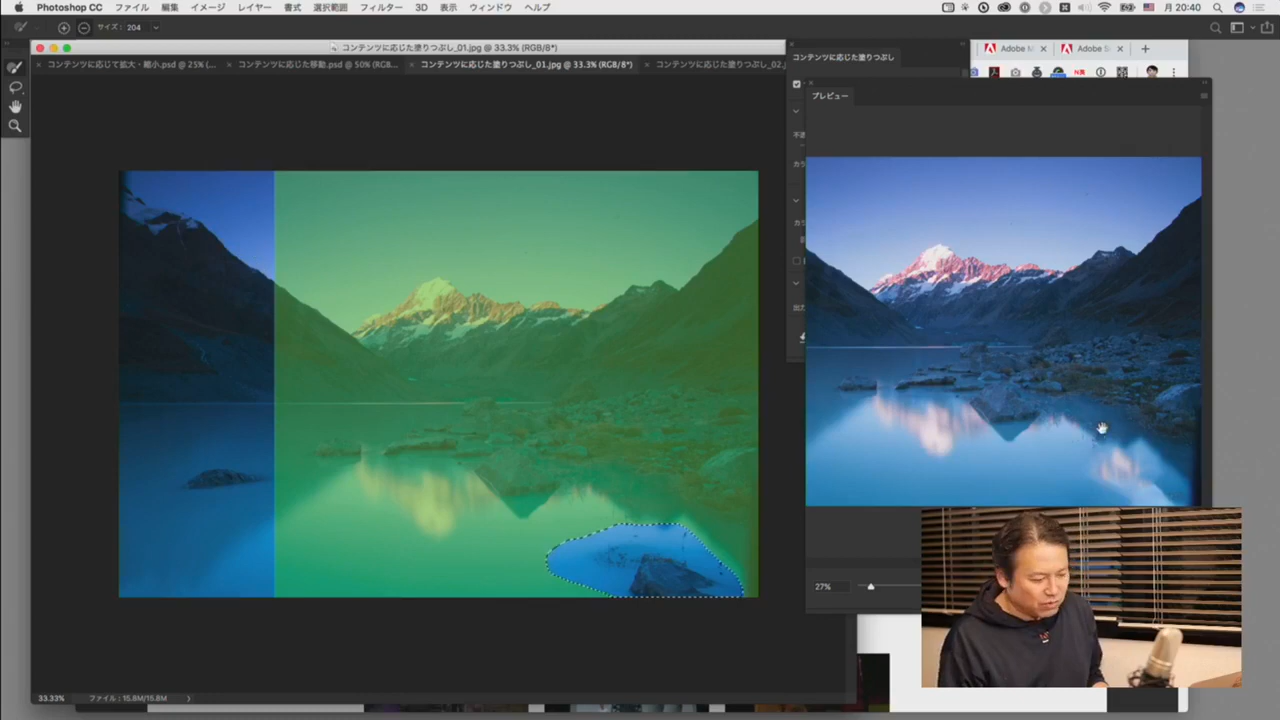 Photoshop CC ファイル 編集 イメージ レイヤー 書式 選択範囲 フィルター 3D 表示 ウィンドウ ヘルプ 月 20:40
サイズ: 204
コンテンツに応じた塗りつぶし_01.jpg @ 33.3% (RGB/8*)
コンテンツに応じて拡大・縮小.psd @ 25% (... コンテンツに応じた移動.psd @ 50% (RGB... コンテンツに応じた塗りつぶし_01.jpg @ 33.3% (RGB/8*) コンテンツに応じた塗りつぶし_02.j
コンテンツに応じた塗りつぶし
Adobe M Adobe S
プレビュー
不透
カラ
カラ
出力
27%
33.33% ファイル : 15.8M/15.8M